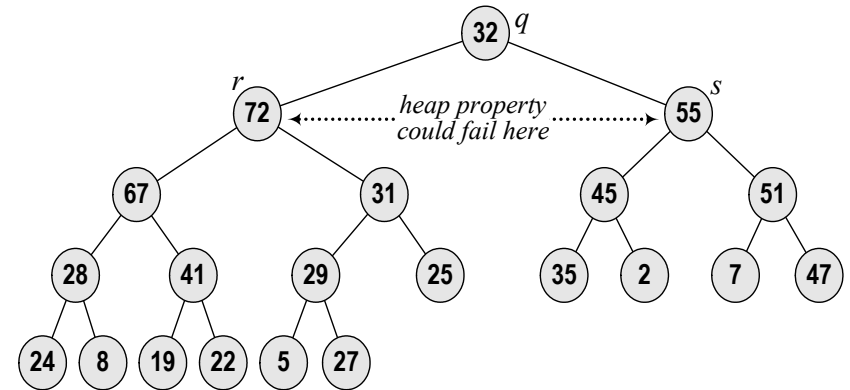 32 q
r s
72 heap property 55
could fail here
67 31 45 51
28 41 29 25 35 2 7 47
24 8 19 22 5 27